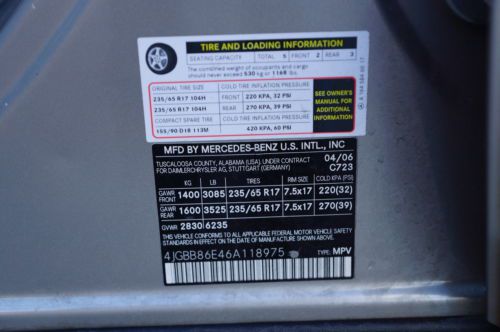 TIRE AND LOADING INFORMATION
SEATING CAPACITY TOTAL 5 FRONT 2 REAR 3
The combined weight of occupants and cargo
should never exceed 530 kg or 1168 lbs.
ORIGINAL TIRE SIZE COLD INFLATION PRESSURE
235/65 R17 104H FRONT 220 KPA, 32 PSI
235/65 R17 104H REAR 270 KPA, 39 PSI
COMPACT SPARE TIRE COLD INFLATION PRESSURE
155/90 D18 113M 420 KPA, 60 PSI
SEE OWNER'S
MANUAL FOR
ADDITIONAL
INFORMATION
MFD BY MERCEDES-BENZ U.S. INTL., INC
TUSCALOOSA COUNTY, ALABAMA (USA) UNDER CONTRACT 04/06
FOR DAIMLERCHRYSLER AG, STUTTGART (GERMANY) C723
KG LB TIRES RIM SIZE COLD KPA (PSI)
GAWR FRONT 1400 3085 235/65 R17 7.5x17 220(32)
GAWR REAR 1600 3525 235/65 R17 7.5x17 270(39)
GVWR 2830 6235
THIS VEHICLE CONFORMS TO ALL APPLICABLE FEDERAL MOTOR VEHICLE
SAFETY STANDARDS IN EFFECT ON THE DATE OF MANUFACTURE SHOWN ABOVE.
4JGBB86E46A118975 TYPE: MPV